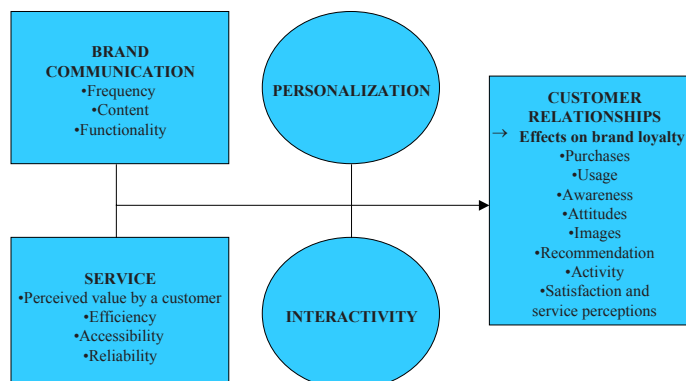 BRAND
COMMUNICATION
•Frequency
•Content
•Functionality
PERSONALIZATION
CUSTOMER
RELATIONSHIPS
→ Effects on brand loyalty
•Purchases
•Usage
•Awareness
•Attitudes
•Images
•Recommendation
•Activity
•Satisfaction and
service perceptions
SERVICE
•Perceived value by a customer
•Efficiency
•Accessibility
•Reliability
INTERACTIVITY